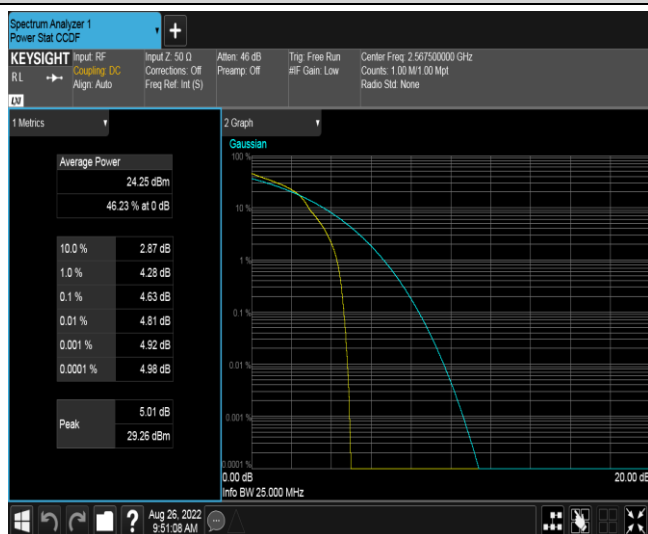 Spectrum Analyzer 1
Power Stat CCDF
KEYSIGHT
RL
LXI
Input: RF
Coupling: DC
Align: Auto
Input Z: 50 Ω
Corrections: Off
Freq Ref: Int (S)
Atten: 46 dB
Preamp: Off
Trig: Free Run
#IF Gain: Low
Center Freq: 2.567500000 GHz
Counts: 1.00 M/1.00 Mpt
Radio Std: None
1 Metrics
Average Power
24.25 dBm
46.23 % at 0 dB
10.0 % 2.87 dB
1.0 % 4.28 dB
0.1 % 4.63 dB
0.01 % 4.81 dB
0.001 % 4.92 dB
0.0001 % 4.98 dB
Peak
5.01 dB
29.26 dBm
2 Graph
Gaussian
100 %
10 %
1 %
0.1 %
0.01 %
0.001 %
0.0001 %
0.00 dB
20.00 dB
Info BW 25.000 MHz
Aug 26, 2022
9:51:08 AM